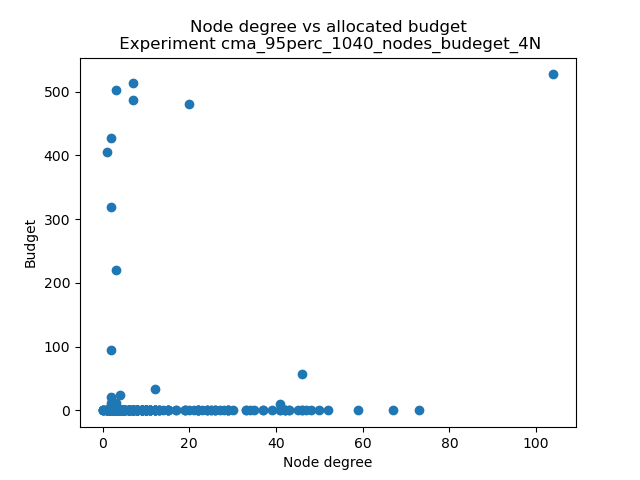 Node degree vs allocated budget
Experiment cma_95perc_1040_nodes_budeget_4N
500
400
300
200
100
0
Budget
0 20 40 60 80 100
Node degree